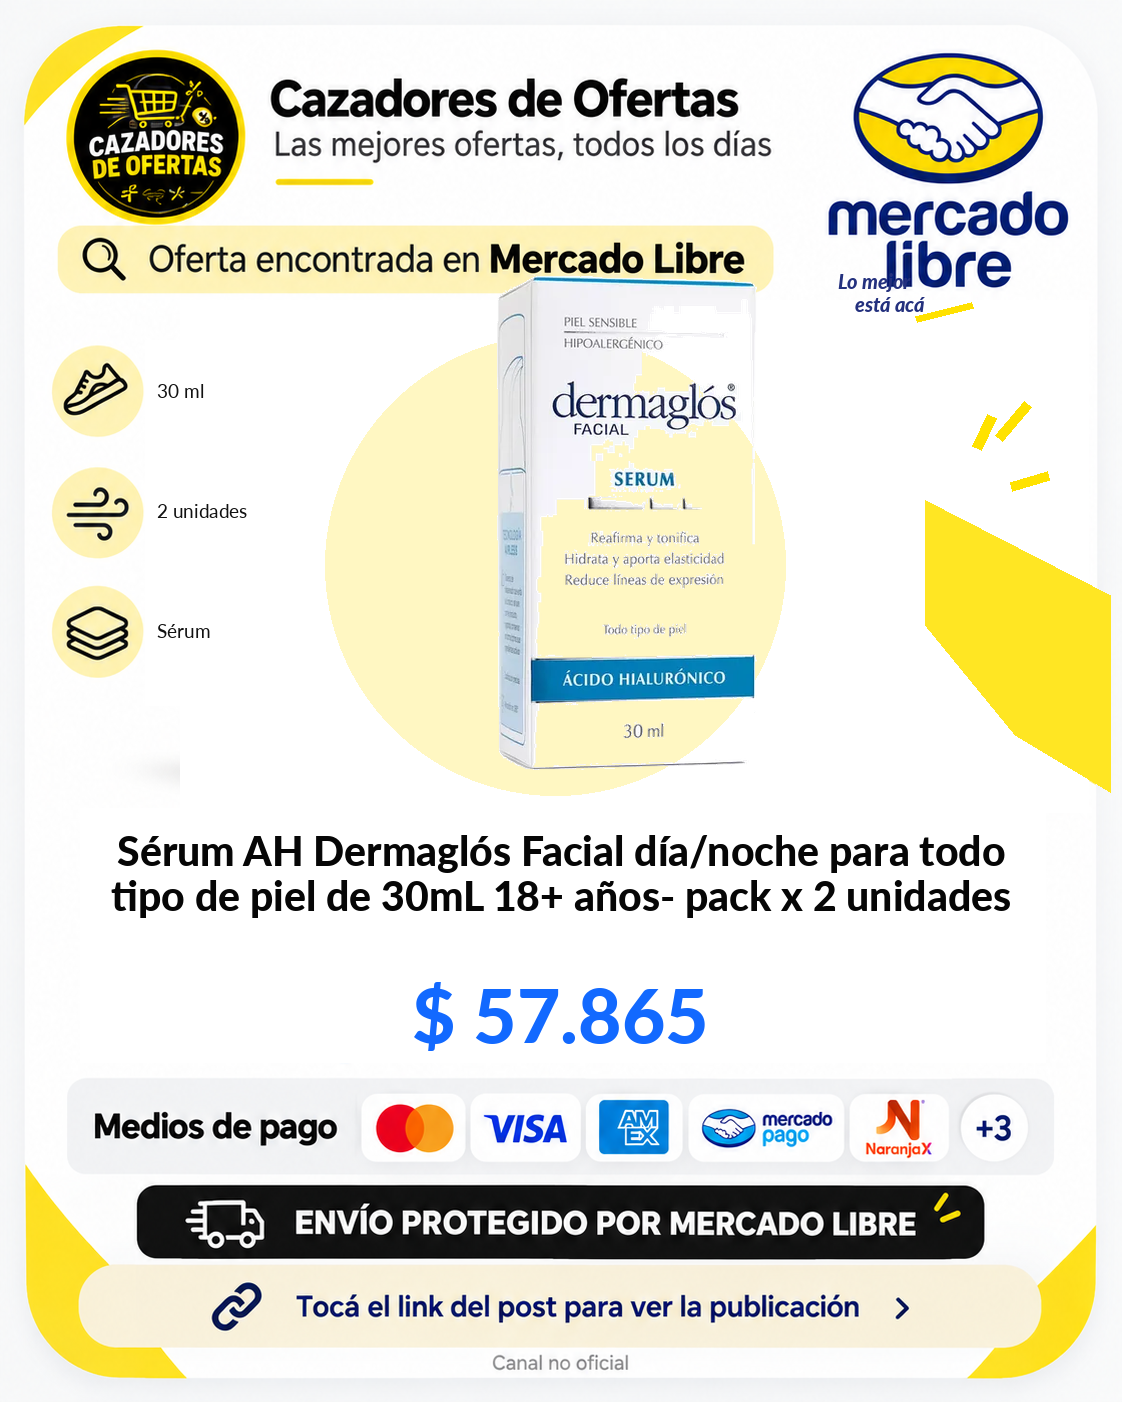 CAZADORES
DE OFERTAS
Cazadores de Ofertas
Las mejores ofertas, todos los días
mercado
libre
Lo mejor
está acá
Oferta encontrada en Mercado Libre
30 ml
2 unidades
Sérum
PIEL SENSIBLE
HIPOALERGÉNICO
dermaglós®
FACIAL
SERUM
Reafirma y tonifica
Hidrata y aporta elasticidad
Reduce líneas de expresión
Todo tipo de piel
ÁCIDO HIALURÓNICO
30 ml
Sérum AH Dermaglós Facial día/noche para todo
tipo de piel de 30mL 18+ años- pack x 2 unidades
$ 57.865
Medios de pago
VISA
AM
EX
mercado
pago
N
NaranjaX
+3
ENVÍO PROTEGIDO POR MERCADO LIBRE
Tocá el link del post para ver la publicación
Canal no oficial